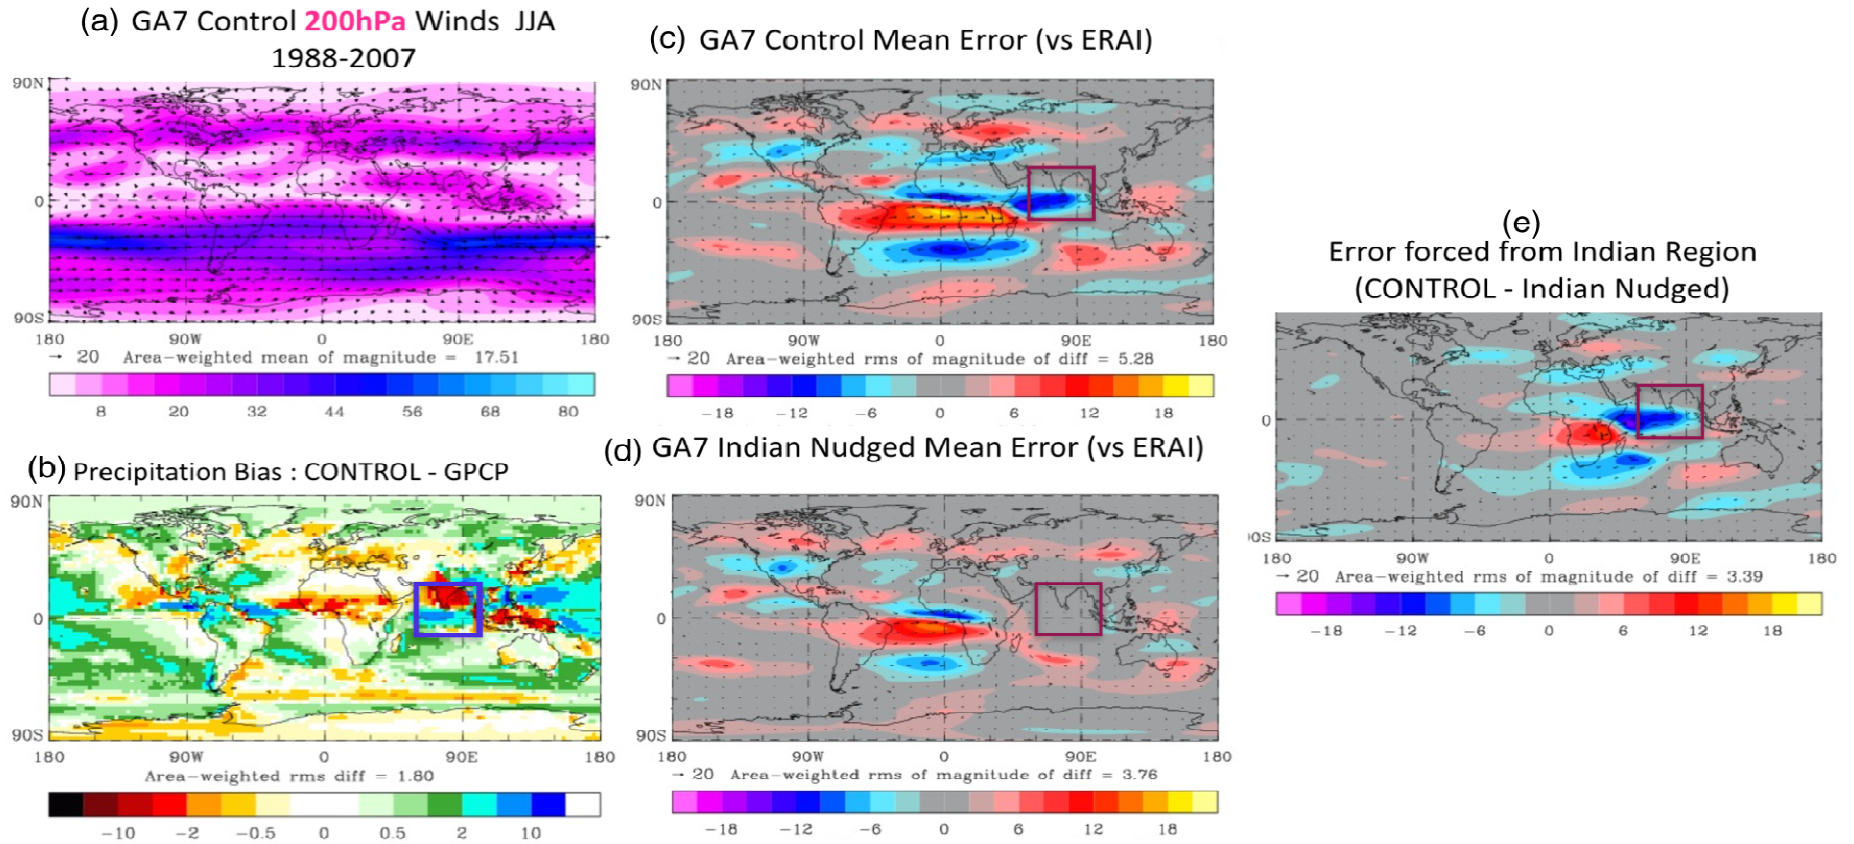 (a) GA7 Control 200hPa Winds JJA
1988-2007
90N
0
90S
180 90W 0 90E 180
→ 20 Area-weighted mean of magnitude = 17.51
8 20 32 44 56 68 80
(b) Precipitation Bias : CONTROL - GPCP
90N
0
90S
180 90W 0 90E 180
Area-weighted rms diff = 1.80
-10 -2 -0.5 0 0.5 2 10
(c) GA7 Control Mean Error (vs ERAI)
90N
0
90S
180 90W 0 90E 180
→ 20 Area-weighted rms of magnitude of diff = 5.28
-18 -12 -6 0 6 12 18
(d) GA7 Indian Nudged Mean Error (vs ERAI)
90N
0
90S
180 90W 0 90E 180
→ 20 Area-weighted rms of magnitude of diff = 3.76
-18 -12 -6 0 6 12 18
(e)
Error forced from Indian Region
(CONTROL - Indian Nudged)
0
0S
180 90W 0 90E 180
→ 20 Area-weighted rms of magnitude of diff = 3.39
-18 -12 -6 0 6 12 18